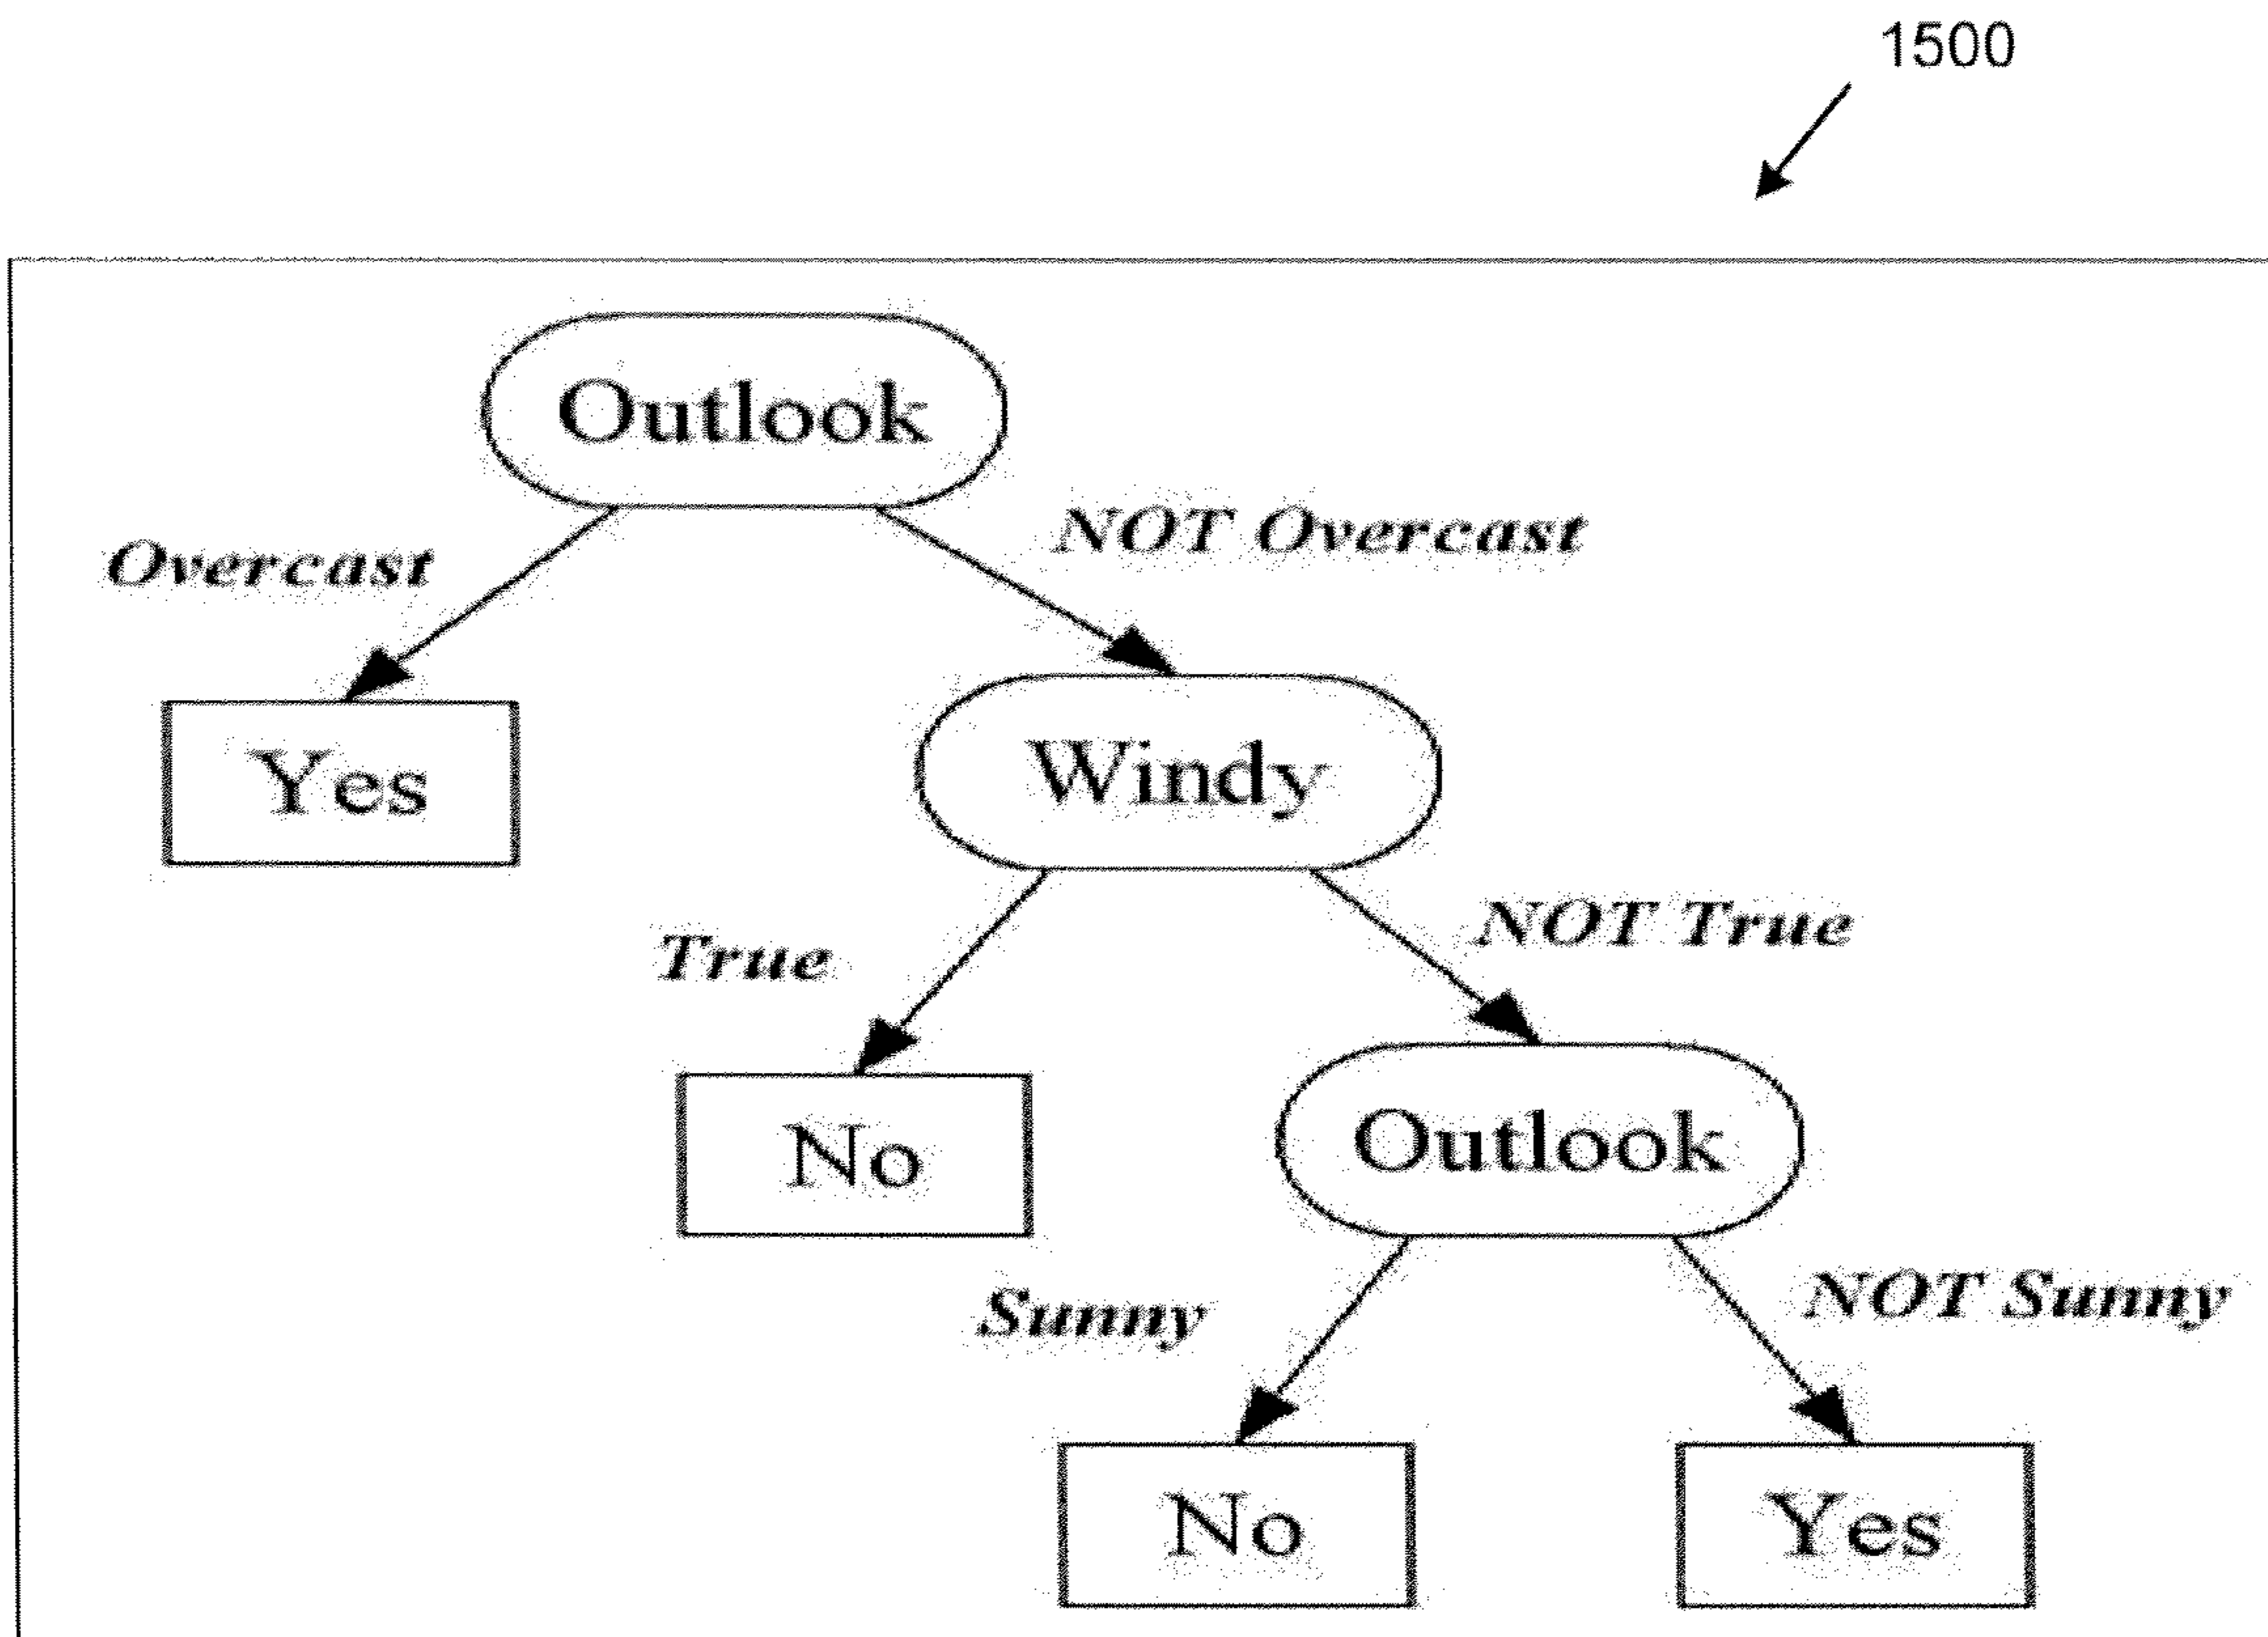 1500
Outlook
Overcast
NOT Overcast
Yes
Windy
True
NOT True
No
Outlook
Sunny
NOT Sunny
No
Yes